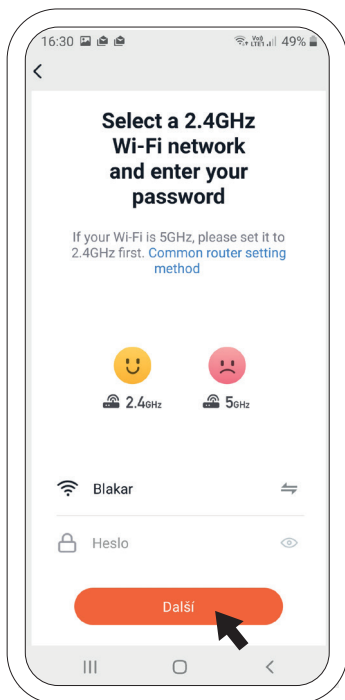 16:30 49%
Select a 2.4GHz
Wi-Fi network
and enter your
password
If your Wi-Fi is 5GHz, please set it to
2.4GHz first. Common router setting
method
2.4GHz 5GHz
Blakar
Heslo
Další